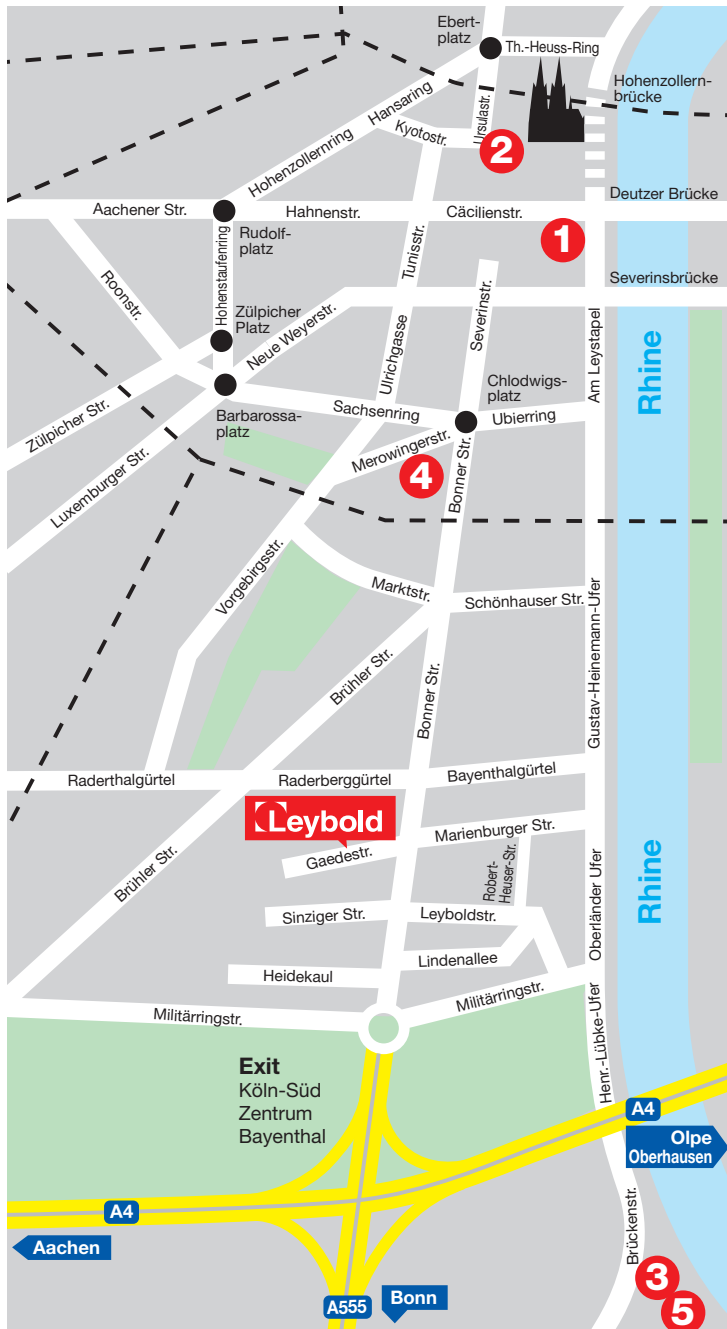 Ebert-
platz
Th.-Heuss-Ring
Hohenzollern-
brücke
Hansaring
Kyotostr.
Ursulastr.
2
Hohenzollernring
Deutzer Brücke
Aachener Str.
Hahnenstr.
Cäcilienstr.
1
Rudolf-
platz
Tunisstr.
Roonstr.
Hohenstaufenring
Severinsbrücke
Zülpicher
Platz
Neue Weyerstr.
Severinstr.
Ulrichgasse
Am Leystapel
Rhine
Chlodwigs-
platz
Zülpicher Str.
Barbarossa-
platz
Sachsenring
Ubierring
Luxemburger Str.
Merowingerstr.
4
Bonner Str.
Vorgebirgsstr.
Marktstr.
Schönhauser Str.
Gustav-Heinemann-Ufer
Brühler Str.
Bonner Str.
Raderthalgürtel
Raderberggürtel
Bayenthalgürtel
Leybold
Marienburger Str.
Gaedestr.
Brühler Str.
Robert-
Heuser-Str.
Oberländer Ufer
Rhine
Sinziger Str.
Leyboldstr.
Lindenallee
Heidekaul
Militärringstr.
Militärringstr.
Henr.-Lübke-Ufer
Exit
Köln-Süd
Zentrum
Bayenthal
A4
Olpe
Oberhausen
A4
Aachen
Brückenstr.
3
5
A555
Bonn